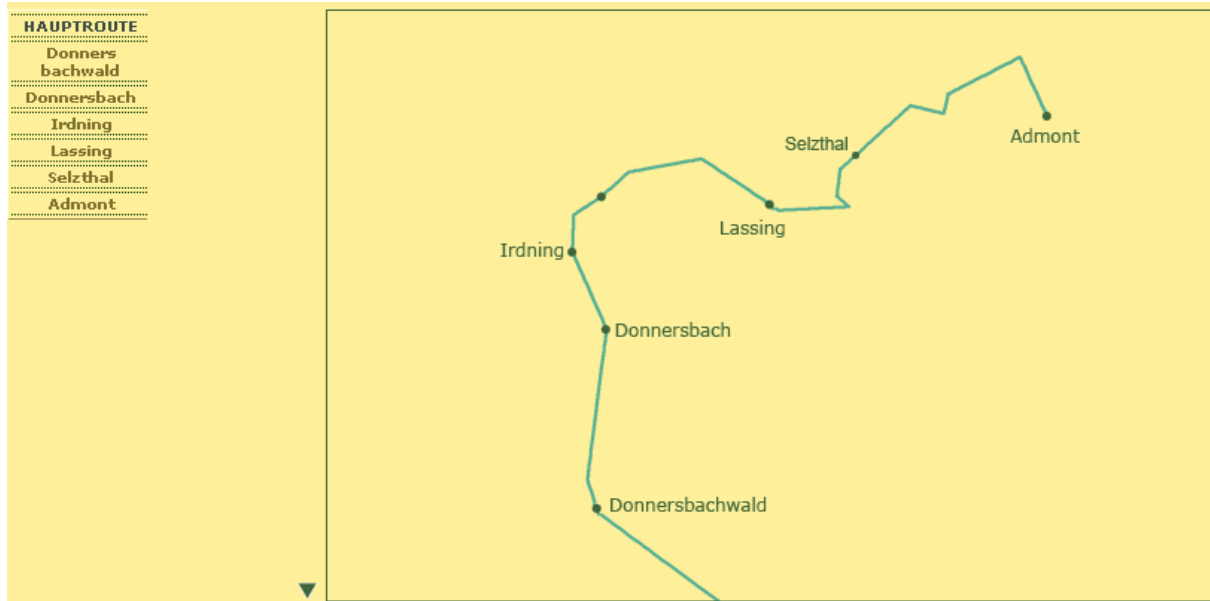 HAUPTROUTE
Donners
bachwald
Donnersbach
Irdning
Lassing
Selzthal
Admont
Admont
Selzthal
Lassing
Irdning
Donnersbach
Donnersbachwald